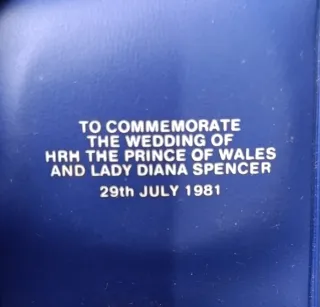 TO COMMEMORATE
THE WEDDING OF
HRH THE PRINCE OF WALES
AND LADY DIANA SPENCER
29th JULY 1981